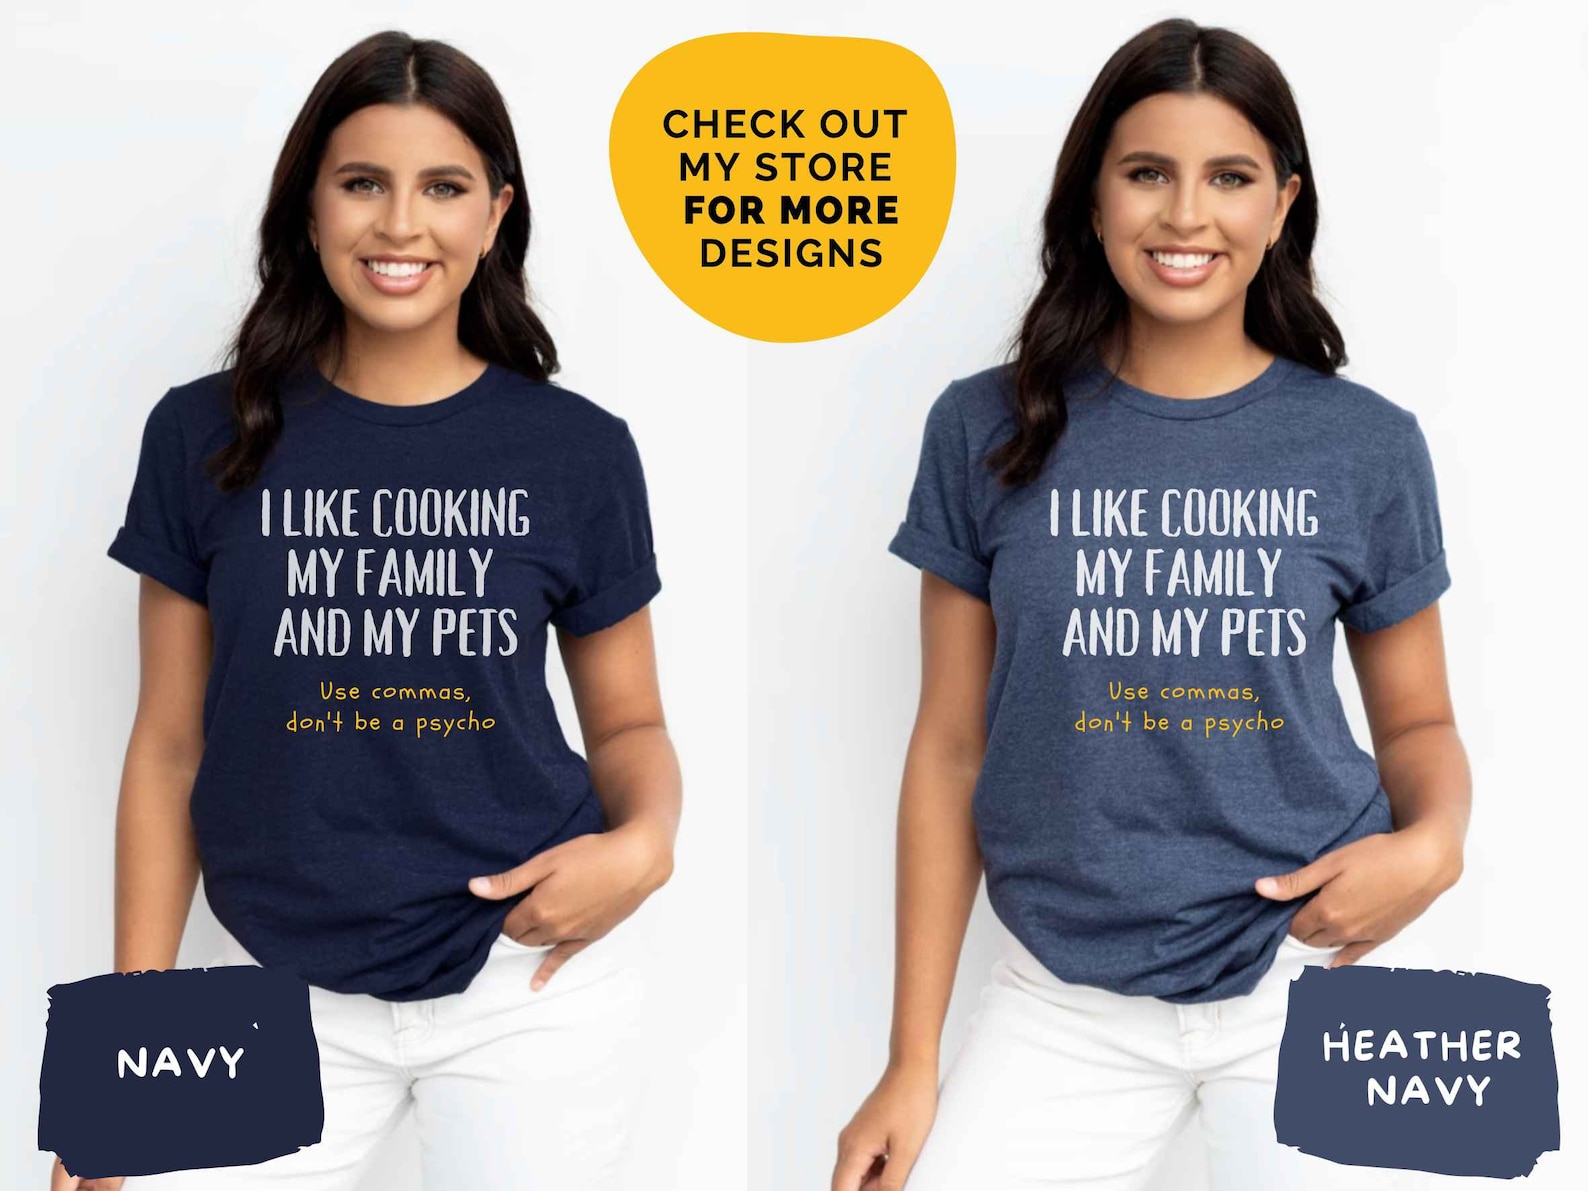 CHECK OUT
MY STORE
FOR MORE
DESIGNS
I LIKE COOKING
MY FAMILY
AND MY PETS
Use commas,
don't be a psycho
I LIKE COOKING
MY FAMILY
AND MY PETS
Use commas,
don't be a psycho
NAVY
HEATHER
NAVY